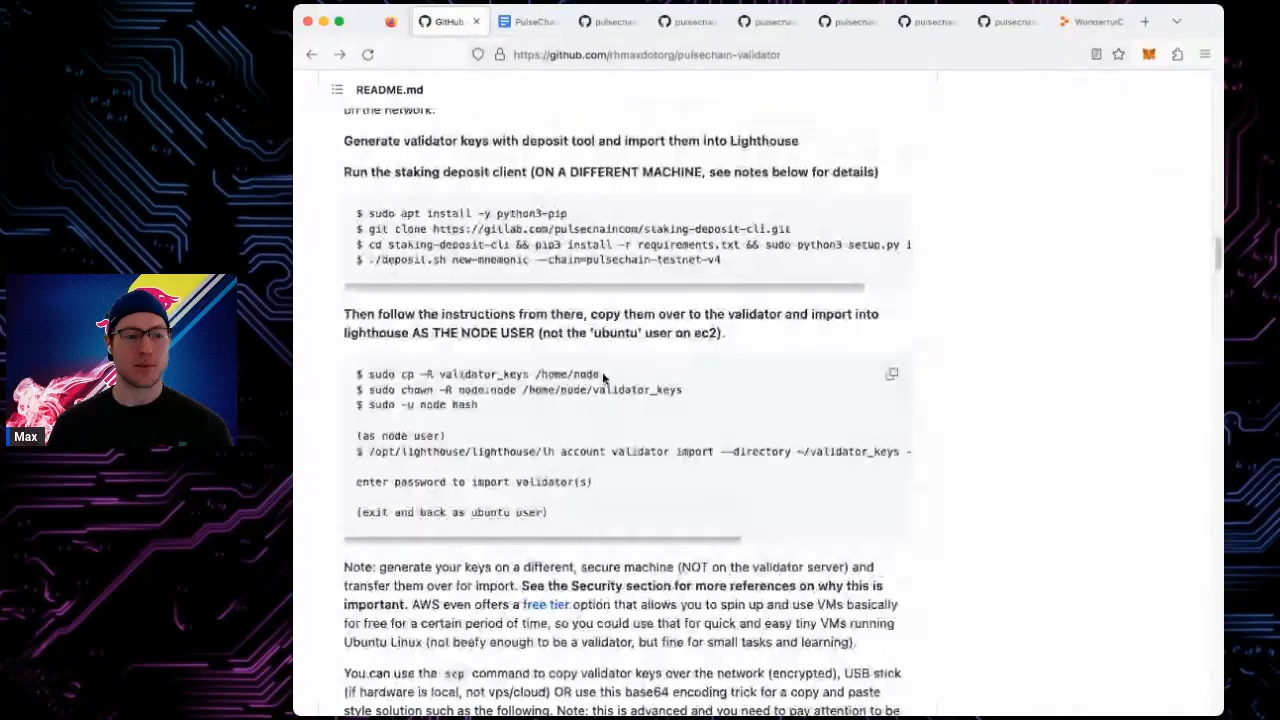 GitHub
PulseCha
pulsechai
pulsechai
pulsechai
pulsechai
pulsechai
pulsechai
WonderfulC
https://github.com/rhmaxdotorg/pulsechain-validator
README.md
on the network.
Generate validator keys with deposit tool and import them into Lighthouse
Run the staking deposit client (ON A DIFFERENT MACHINE, see notes below for details)
$ sudo apt install -y python3-pip
$ git clone https://gitlab.com/pulsechaincom/staking-deposit-cli.git
$ cd staking-deposit-cli && pip3 install -r requirements.txt && sudo python3 setup.py i
$ ./deposit.sh new-mnemonic --chain=pulsechain-testnet-v4
Then follow the instructions from there, copy them over to the validator and import into
lighthouse AS THE NODE USER (not the 'ubuntu' user on ec2).
$ sudo cp -R validator_keys /home/node
$ sudo chown -R node:node /home/node/validator_keys
$ sudo -u node bash
(as node user)
$ /opt/lighthouse/lighthouse/lh account validator import --directory ~/validator_keys -
enter password to import validator(s)
(exit and back as ubuntu user)
Note: generate your keys on a different, secure machine (NOT on the validator server) and
transfer them over for import. See the Security section for more references on why this is
important. AWS even offers a free tier option that allows you to spin up and use VMs basically
for free for a certain period of time, so you could use that for quick and easy tiny VMs running
Ubuntu Linux (not beefy enough to be a validator, but fine for small tasks and learning).
You can use the scp command to copy validator keys over the network (encrypted), USB stick
(if hardware is local, not vps/cloud) OR use this base64 encoding trick for a copy and paste
style solution such as the following. Note: this is advanced and you need to pay attention to be
Max